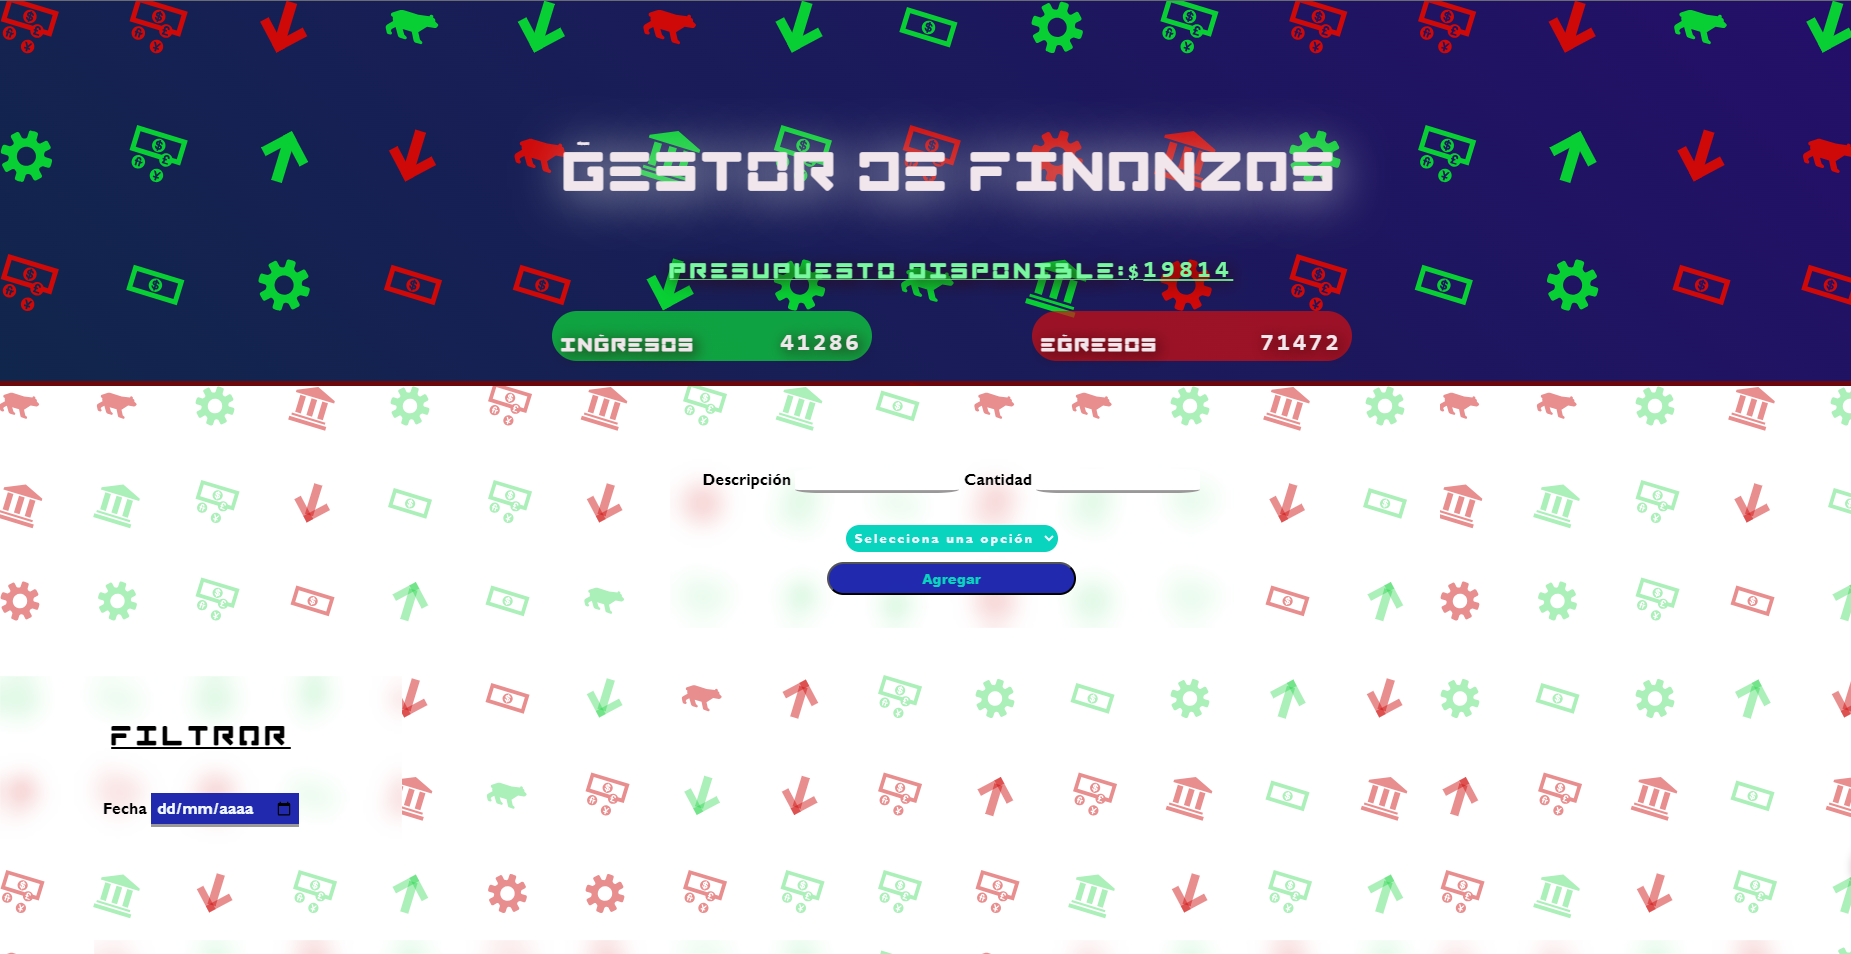 GESTOR DE FINANZAS
PRESUPUESTO DISPONIBLE:$19814
INGRESOS 41286
EGRESOS 71472
Descripción
Cantidad
Selecciona una opción
Agregar
FILTRAR
Fecha dd/mm/aaaa